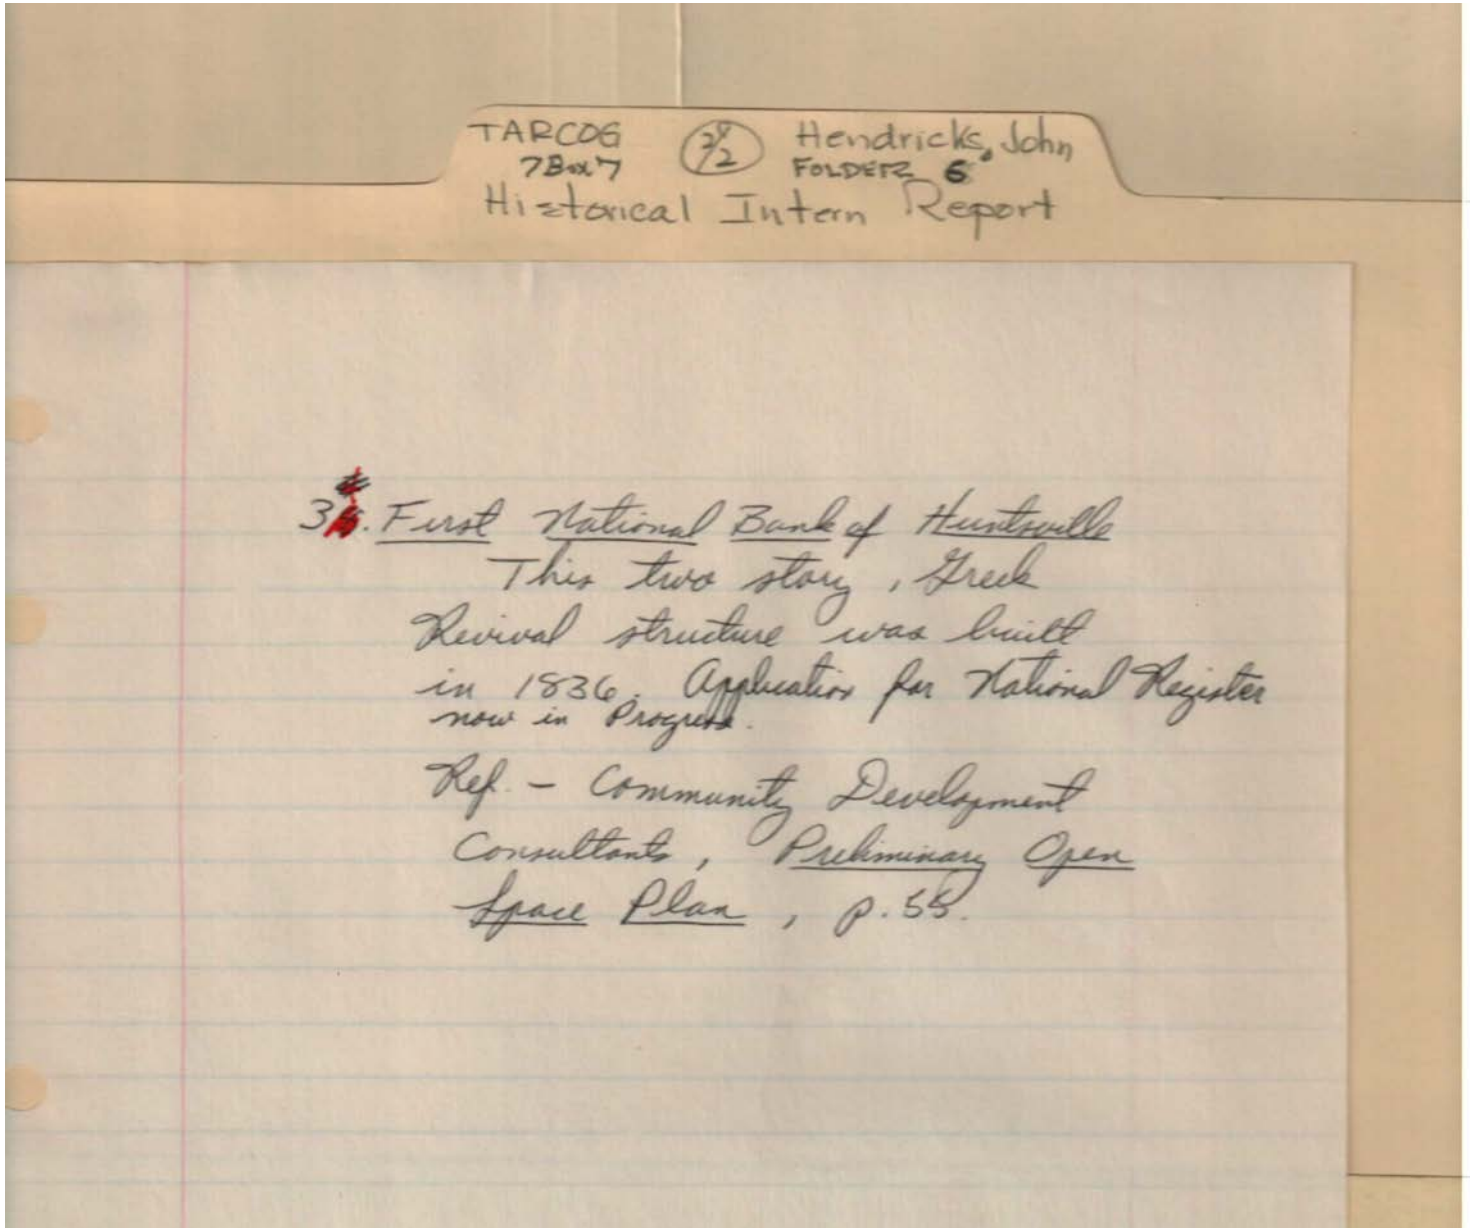 TARCOG 2/2 Hendricks, John
7Box7 FOLDER 6
Historical Intern Report
3. First National Bank of Huntsville
This two story, Greek
Revival structure was built
in 1836. Application for National Register
now in Progress.
Ref. - Community Development
Consultants, Preliminary Open
Space Plan, p. 55.